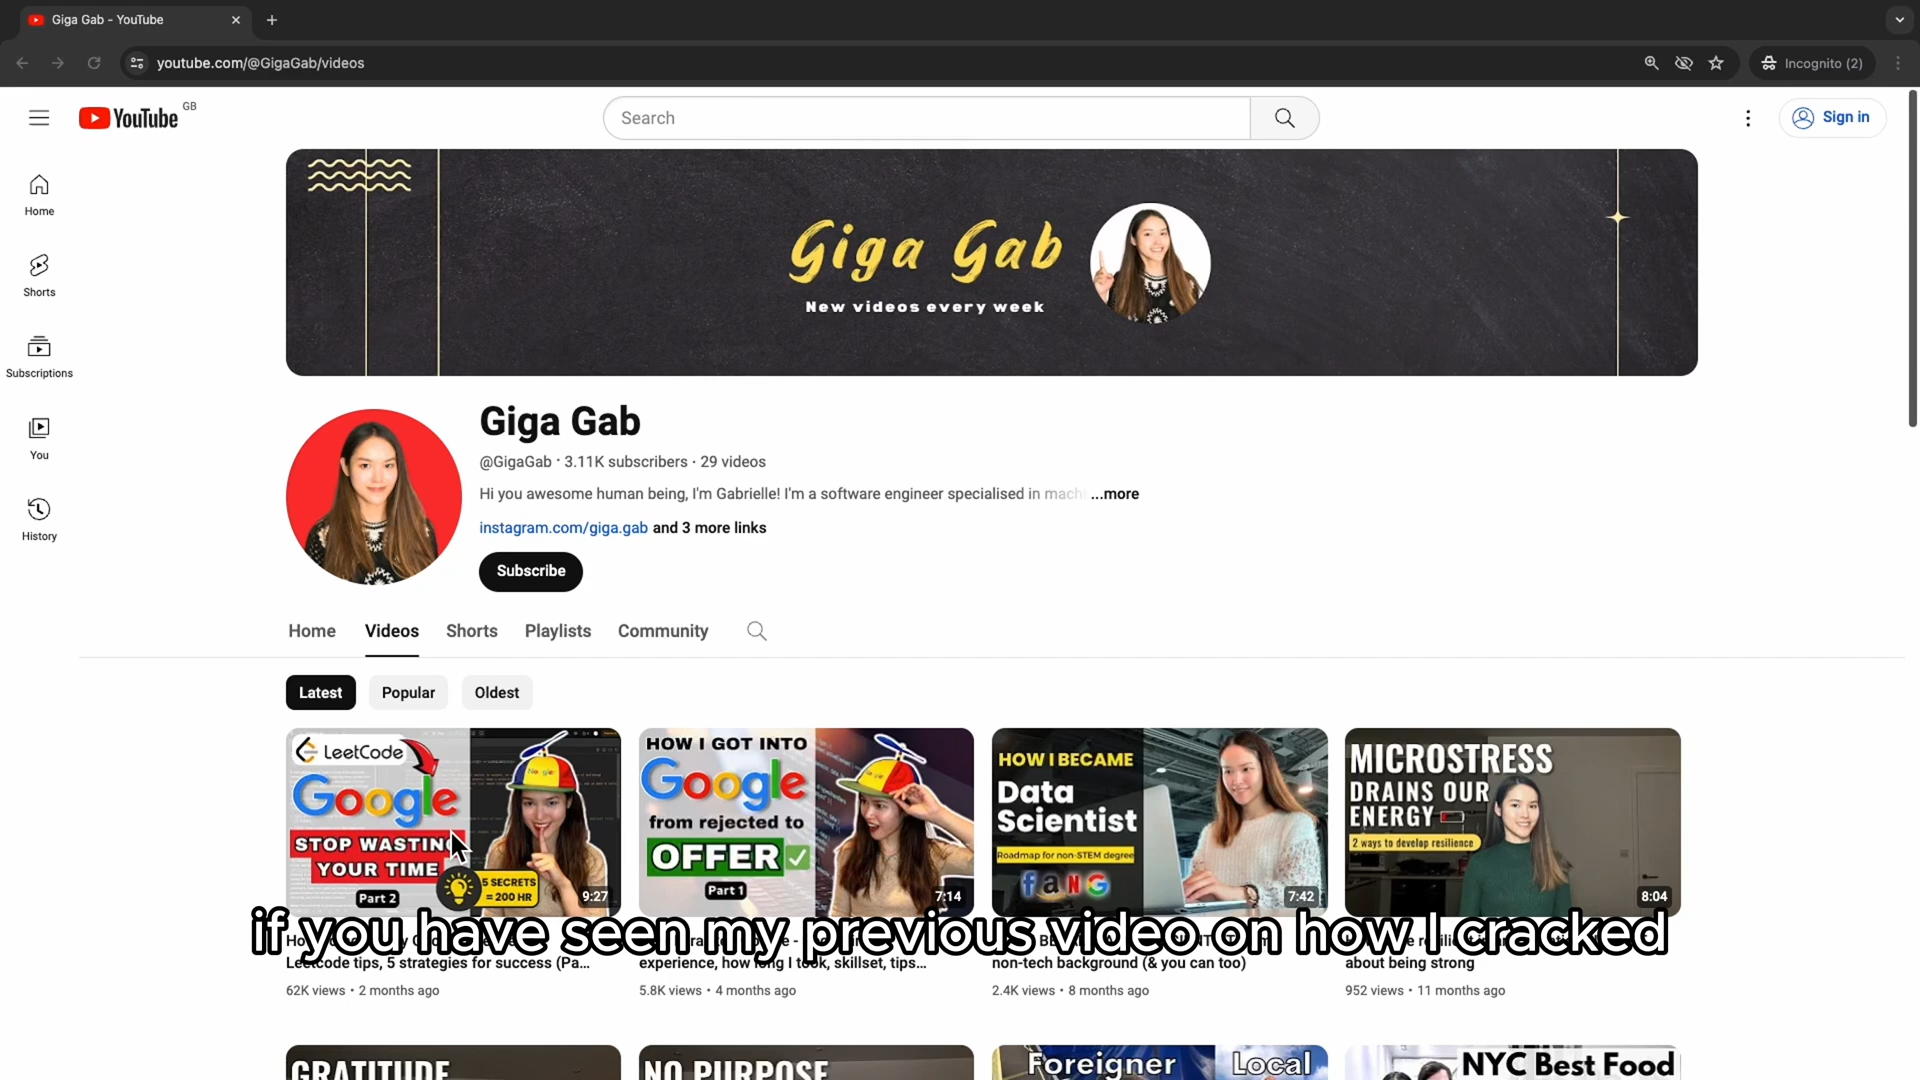 Giga Gab - YouTube
youtube.com/@GigaGab/videos
Incognito (2)
YouTube GB
Search
Sign in
Home
Shorts
Subscriptions
You
History
Giga Gab
New videos every week
Giga Gab
@GigaGab · 3.11K subscribers · 29 videos
Hi you awesome human being, I'm Gabrielle! I'm a software engineer specialised in mach ...more
instagram.com/giga.gab and 3 more links
Subscribe
Home Videos Shorts Playlists Community
Latest Popular Oldest
LeetCode
Google
STOP WASTING
YOUR TIME
Part 2
5 SECRETS
= 200 HR
9:27
HOW I GOT INTO
Google
from rejected to
OFFER
Part 1
7:14
HOW I BECAME
Data
Scientist
Roadmap for non-STEM degree
faNG
7:42
MICROSTRESS
DRAINS OUR
ENERGY
2 ways to develop resilience
8:04
if you have seen my previous video on how I cracked
Leetcode tips, 5 strategies for success (Pa...
62K views • 2 months ago
experience, how long I took, skillset, tips...
5.8K views • 4 months ago
non-tech background (& you can too)
2.4K views • 8 months ago
about being strong
952 views • 11 months ago
GRATITUDE
NO PURPOSE
Foreigner Local
NYC Best Food